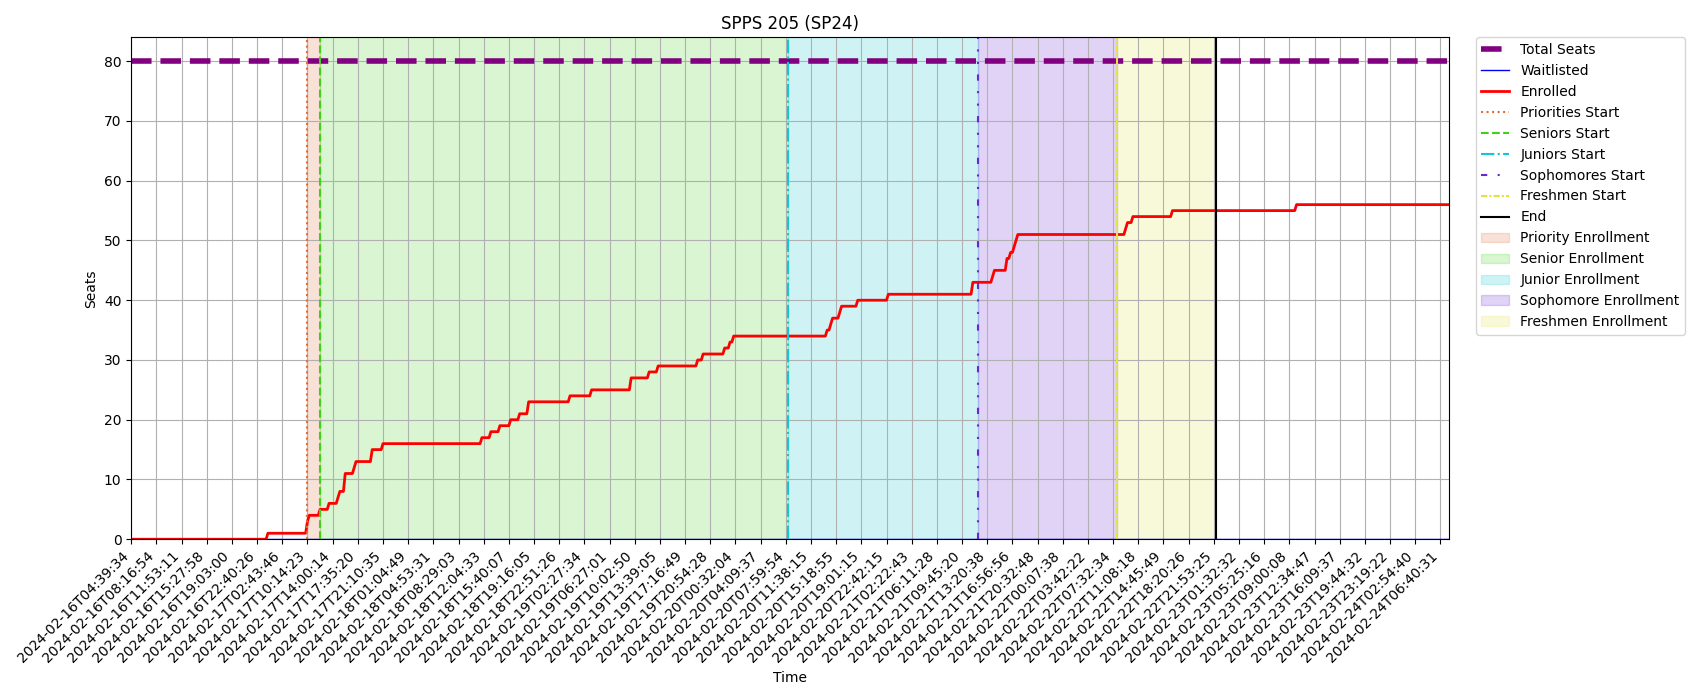 SPPS 205 (SP24)
80
70
60
50
40
30
20
10
0
Seats
2024-02-16T04:39:34
2024-02-16T08:16:54
2024-02-16T11:53:11
2024-02-16T15:27:58
2024-02-16T19:03:00
2024-02-16T22:40:26
2024-02-17T02:43:46
2024-02-17T10:14:23
2024-02-17T14:00:14
2024-02-17T17:35:20
2024-02-17T21:10:35
2024-02-18T01:04:49
2024-02-18T04:53:31
2024-02-18T08:29:03
2024-02-18T12:04:33
2024-02-18T15:40:07
2024-02-18T19:16:05
2024-02-18T22:51:26
2024-02-19T02:27:34
2024-02-19T06:27:01
2024-02-19T10:02:50
2024-02-19T13:39:05
2024-02-19T17:16:49
2024-02-19T20:54:28
2024-02-20T00:32:04
2024-02-20T04:09:37
2024-02-20T07:59:54
2024-02-20T11:38:15
2024-02-20T15:18:55
2024-02-20T19:01:15
2024-02-20T22:42:15
2024-02-21T02:22:43
2024-02-21T06:11:28
2024-02-21T09:45:20
2024-02-21T13:20:38
2024-02-21T16:56:56
2024-02-21T20:32:48
2024-02-22T00:07:38
2024-02-22T03:42:22
2024-02-22T07:32:34
2024-02-22T11:08:18
2024-02-22T14:45:49
2024-02-22T18:20:26
2024-02-22T21:53:25
2024-02-23T01:32:32
2024-02-23T05:25:16
2024-02-23T09:00:08
2024-02-23T12:34:47
2024-02-23T16:09:37
2024-02-23T19:44:32
2024-02-23T23:19:22
2024-02-24T02:54:40
2024-02-24T06:40:31
Time
Total Seats
Waitlisted
Enrolled
Priorities Start
Seniors Start
Juniors Start
Sophomores Start
Freshmen Start
End
Priority Enrollment
Senior Enrollment
Junior Enrollment
Sophomore Enrollment
Freshmen Enrollment